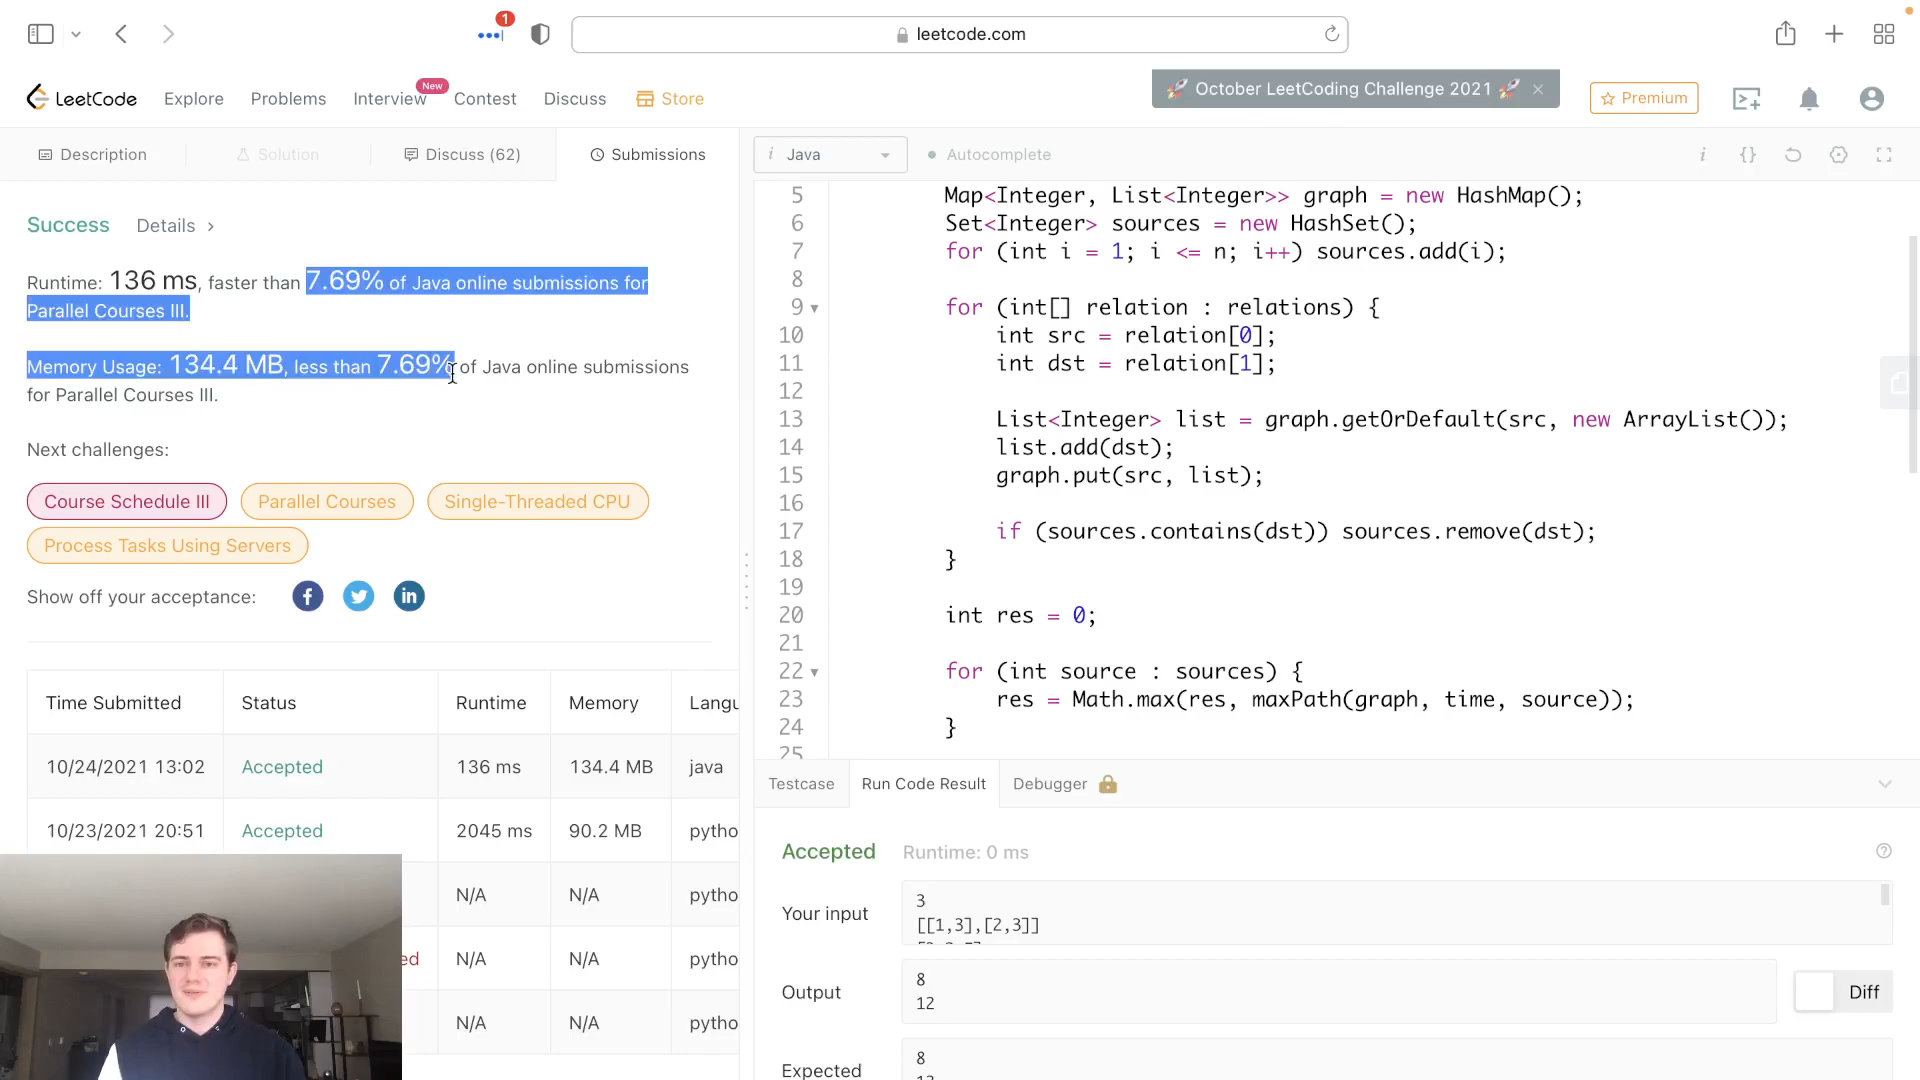 1
leetcode.com
LeetCode
Explore
Problems
Interview
New
Contest
Discuss
Store
🚀 October LeetCoding Challenge 2021 🚀 ×
Premium
Description
Solution
Discuss (62)
Submissions
i Java
Autocomplete
Success Details >
Runtime: 136 ms, faster than 7.69% of Java online submissions for
Parallel Courses III.
Memory Usage: 134.4 MB, less than 7.69% of Java online submissions
for Parallel Courses III.
Next challenges:
Course Schedule III
Parallel Courses
Single-Threaded CPU
Process Tasks Using Servers
Show off your acceptance:
Time Submitted Status Runtime Memory Langu
10/24/2021 13:02 Accepted 136 ms 134.4 MB java
10/23/2021 20:51 Accepted 2045 ms 90.2 MB pytho
N/A N/A pytho
ed N/A N/A pytho
N/A N/A pytho
5 Map<Integer, List<Integer>> graph = new HashMap();
6 Set<Integer> sources = new HashSet();
7 for (int i = 1; i <= n; i++) sources.add(i);
8
9 for (int[] relation : relations) {
10 int src = relation[0];
11 int dst = relation[1];
12
13 List<Integer> list = graph.getOrDefault(src, new ArrayList());
14 list.add(dst);
15 graph.put(src, list);
16
17 if (sources.contains(dst)) sources.remove(dst);
18 }
19
20 int res = 0;
21
22 for (int source : sources) {
23 res = Math.max(res, maxPath(graph, time, source));
24 }
25
Testcase
Run Code Result
Debugger
Accepted Runtime: 0 ms
Your input
3
[[1,3],[2,3]]
Output
8
12
Diff
Expected
8